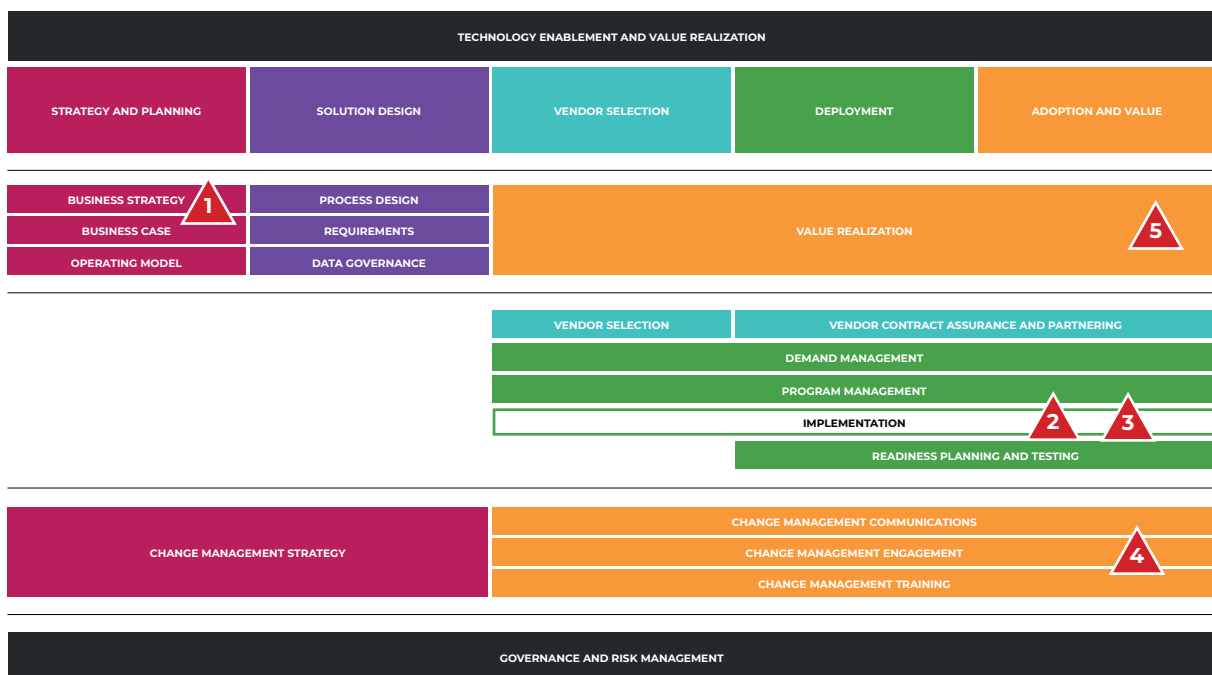 TECHNOLOGY ENABLEMENT AND VALUE REALIZATION
STRATEGY AND PLANNING
SOLUTION DESIGN
VENDOR SELECTION
DEPLOYMENT
ADOPTION AND VALUE
BUSINESS STRATEGY
1
BUSINESS CASE
OPERATING MODEL
PROCESS DESIGN
REQUIREMENTS
DATA GOVERNANCE
VALUE REALIZATION
5
VENDOR SELECTION
VENDOR CONTRACT ASSURANCE AND PARTNERING
DEMAND MANAGEMENT
PROGRAM MANAGEMENT
IMPLEMENTATION
2
3
READINESS PLANNING AND TESTING
CHANGE MANAGEMENT STRATEGY
CHANGE MANAGEMENT COMMUNICATIONS
CHANGE MANAGEMENT ENGAGEMENT
4
CHANGE MANAGEMENT TRAINING
GOVERNANCE AND RISK MANAGEMENT